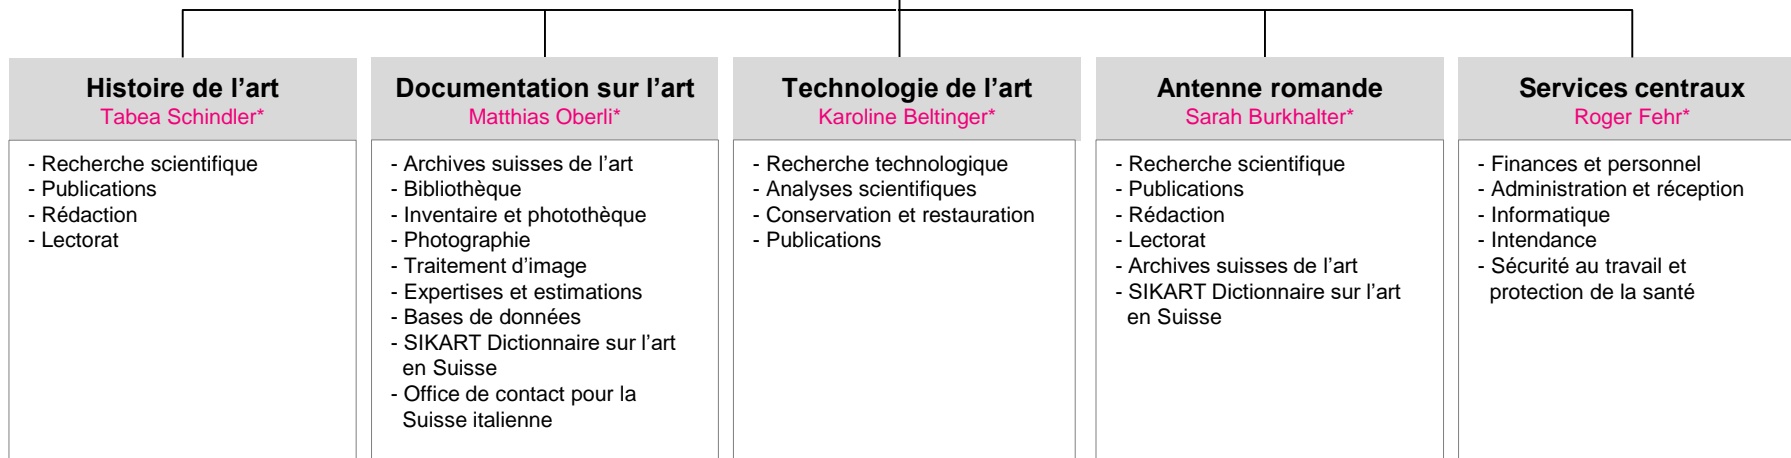 Histoire de l’art
Tabea Schindler*
- Recherche scientifique
- Publications
- Rédaction
- Lectorat
Documentation sur l’art
Matthias Oberli*
- Archives suisses de l’art
- Bibliothèque
- Inventaire et photothèque
- Photographie
- Traitement d’image
- Expertises et estimations
- Bases de données
- SIKART Dictionnaire sur l’art
en Suisse
- Office de contact pour la
Suisse italienne
Technologie de l’art
Karoline Beltinger*
- Recherche technologique
- Analyses scientifiques
- Conservation et restauration
- Publications
Antenne romande
Sarah Burkhalter*
- Recherche scientifique
- Publications
- Rédaction
- Lectorat
- Archives suisses de l’art
- SIKART Dictionnaire sur l’art
en Suisse
Services centraux
Roger Fehr*
- Finances et personnel
- Administration et réception
- Informatique
- Intendance
- Sécurité au travail et
protection de la santé